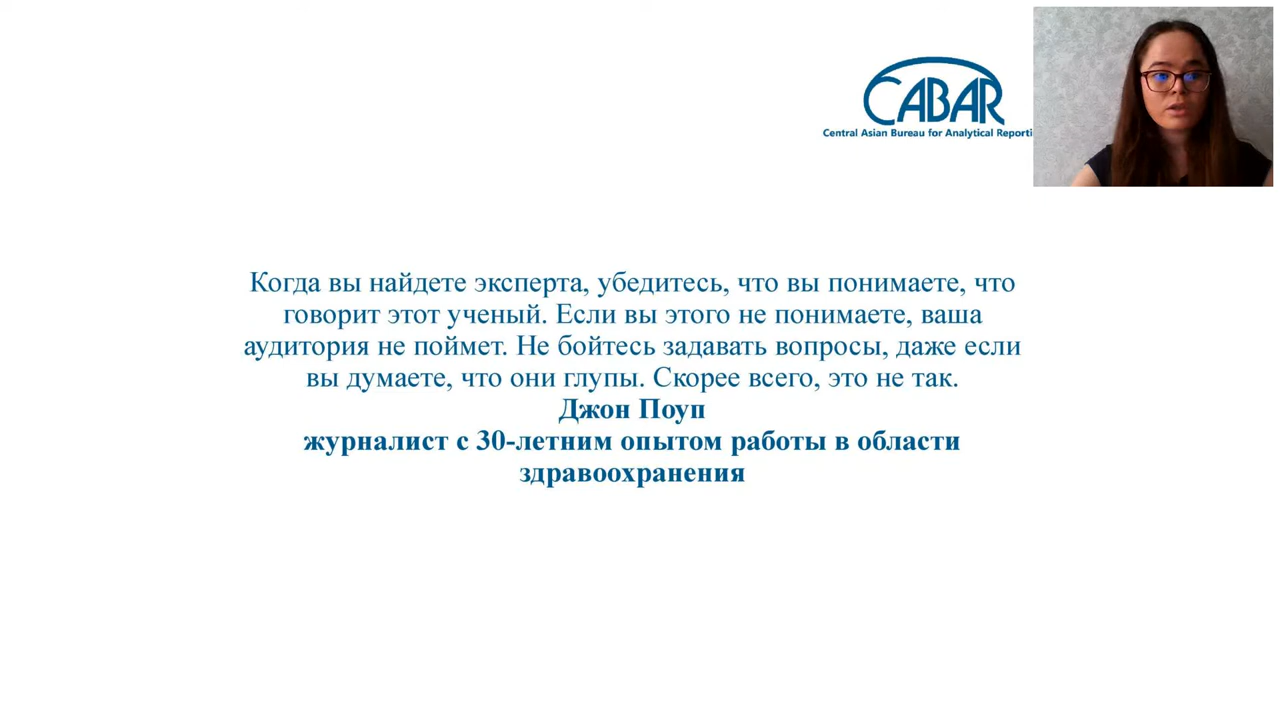 CABAR
Central Asian Bureau for Analytical Reporti
Когда вы найдете эксперта, убедитесь, что вы понимаете, что
говорит этот ученый. Если вы этого не понимаете, ваша
аудитория не поймет. Не бойтесь задавать вопросы, даже если
вы думаете, что они глупы. Скорее всего, это не так.
Джон Поуп
журналист с 30-летним опытом работы в области
здравоохранения